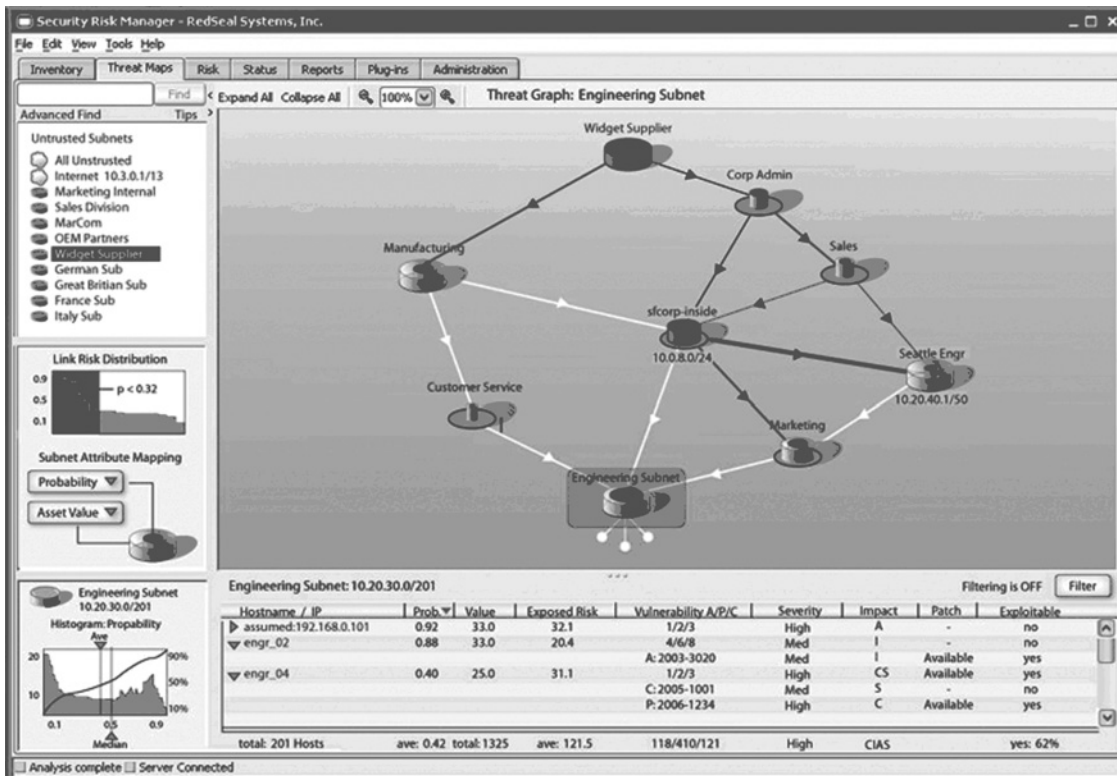 Security Risk Manager - RedSeal Systems, Inc.
File Edit View Tools Help
Inventory Threat Maps Risk Status Reports Plug-ins Administration
Find
Advanced Find Tips
Expand All Collapse All 100% Threat Graph: Engineering Subnet
Untrusted Subnets
All Unstrusted
Internet 10.3.0.1/13
Marketing Internal
Sales Division
MarCom
OEM Partners
Widget Supplier
German Sub
Great Britian Sub
France Sub
Italy Sub
Link Risk Distribution
0.9
0.5
0.1
p < 0.32
Subnet Attribute Mapping
Probability
Asset Value
Widget Supplier
Corp Admin
Manufacturing
Sales
sfcorp-inside
10.0.8.0/24
Seattle Engr
10.20.40.1/50
Customer Service
Marketing
Engineering Subnet
Engineering Subnet
10.20.30.0/201
Histogram: Propability
Ave
20
10
90%
50%
10%
0.1 0.5 0.9
Median
Engineering Subnet: 10.20.30.0/201 Filtering is OFF Filter
Hostname / IP Prob. Value Exposed Risk Vulnerability A/P/C Severity Impact Patch Exploitable
assumed:192.168.0.101 0.92 33.0 32.1 1/2/3 High A - no
engr_02 0.88 33.0 20.4 4/6/8 Med I - no
A: 2003-3020 Med I Available yes
engr_04 0.40 25.0 31.1 1/2/3 High CS Available yes
C: 2005-1001 Med S - no
P: 2006-1234 High C Available yes
total: 201 Hosts ave: 0.42 total: 1325 ave: 121.5 118/410/121 High CIAS yes: 62%
Analysis complete Server Connected